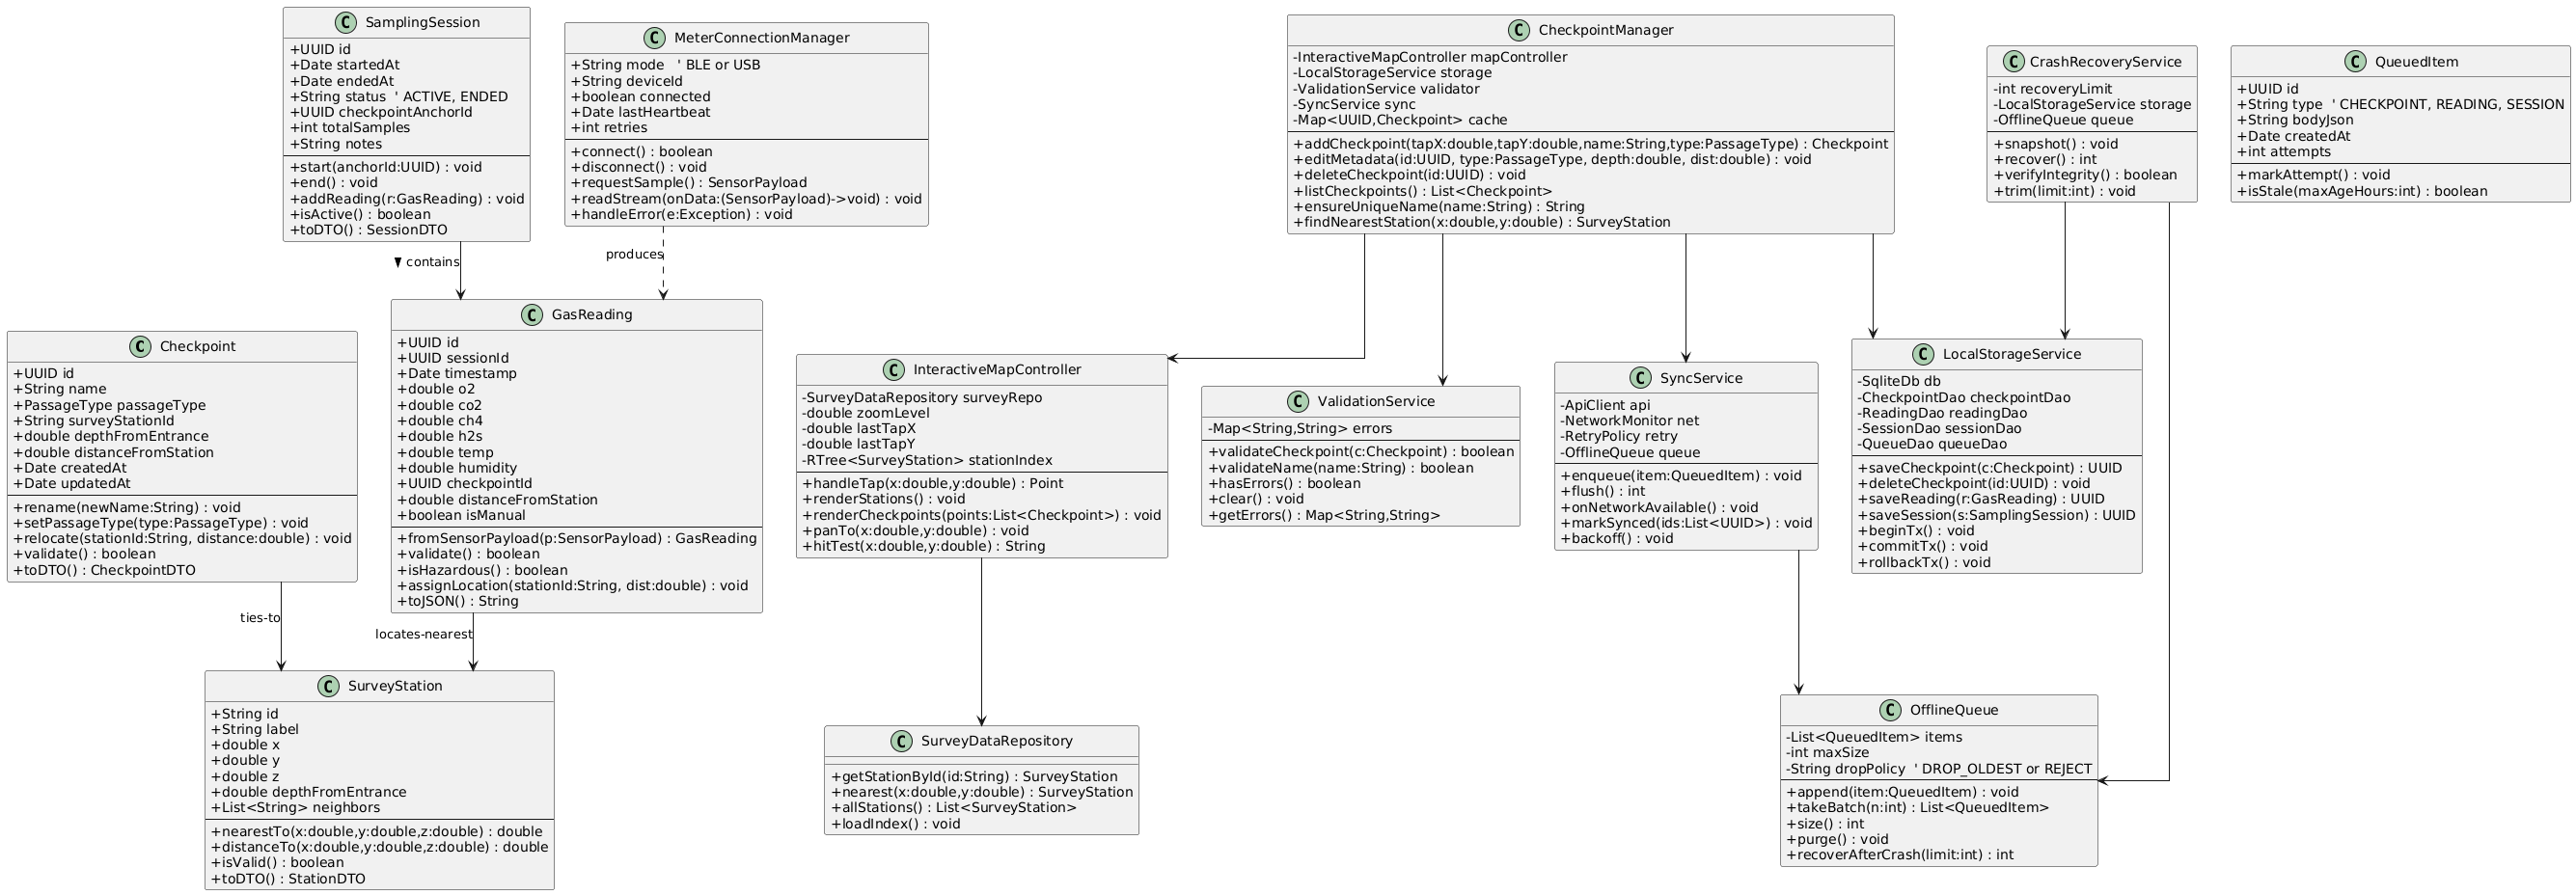 SamplingSession
+UUID id
+Date startedAt
+Date endedAt
+String status ' ACTIVE, ENDED
+UUID checkpointAnchorId
+int totalSamples
+String notes
+start(anchorId:UUID) : void
+end() : void
+addReading(r:GasReading) : void
+isActive() : boolean
+toDTO() : SessionDTO
MeterConnectionManager
+String mode ' BLE or USB
+String deviceId
+boolean connected
+Date lastHeartbeat
+int retries
+connect() : boolean
+disconnect() : void
+requestSample() : SensorPayload
+readStream(onData:(SensorPayload)->void) : void
+handleError(e:Exception) : void
CheckpointManager
-InteractiveMapController mapController
-LocalStorageService storage
-ValidationService validator
-SyncService sync
-Map<UUID,Checkpoint> cache
+addCheckpoint(tapX:double,tapY:double,name:String,type:PassageType) : Checkpoint
+editMetadata(id:UUID, type:PassageType, depth:double, dist:double) : void
+deleteCheckpoint(id:UUID) : void
+listCheckpoints() : List<Checkpoint>
+ensureUniqueName(name:String) : String
+findNearestStation(x:double,y:double) : SurveyStation
CrashRecoveryService
-int recoveryLimit
-LocalStorageService storage
-OfflineQueue queue
+snapshot() : void
+recover() : int
+verifyIntegrity() : boolean
+trim(limit:int) : void
QueuedItem
+UUID id
+String type ' CHECKPOINT, READING, SESSION
+String bodyJson
+Date createdAt
+int attempts
+markAttempt() : void
+isStale(maxAgeHours:int) : boolean
contains
produces
Checkpoint
+UUID id
+String name
+PassageType passageType
+String surveyStationId
+double depthFromEntrance
+double distanceFromStation
+Date createdAt
+Date updatedAt
+rename(newName:String) : void
+setPassageType(type:PassageType) : void
+relocate(stationId:String, distance:double) : void
+validate() : boolean
+toDTO() : CheckpointDTO
GasReading
+UUID id
+UUID sessionId
+Date timestamp
+double o2
+double co2
+double ch4
+double h2s
+double temp
+double humidity
+UUID checkpointId
+double distanceFromStation
+boolean isManual
+fromSensorPayload(p:SensorPayload) : GasReading
+validate() : boolean
+isHazardous() : boolean
+assignLocation(stationId:String, dist:double) : void
+toJSON() : String
InteractiveMapController
-SurveyDataRepository surveyRepo
-double zoomLevel
-double lastTapX
-double lastTapY
-RTree<SurveyStation> stationIndex
+handleTap(x:double,y:double) : Point
+renderStations() : void
+renderCheckpoints(points:List<Checkpoint>) : void
+panTo(x:double,y:double) : void
+hitTest(x:double,y:double) : String
ValidationService
-Map<String,String> errors
+validateCheckpoint(c:Checkpoint) : boolean
+validateName(name:String) : boolean
+hasErrors() : boolean
+clear() : void
+getErrors() : Map<String,String>
SyncService
-ApiClient api
-NetworkMonitor net
-RetryPolicy retry
-OfflineQueue queue
+enqueue(item:QueuedItem) : void
+flush() : int
+onNetworkAvailable() : void
+markSynced(ids:List<UUID>) : void
+backoff() : void
LocalStorageService
-SqliteDb db
-CheckpointDao checkpointDao
-ReadingDao readingDao
-SessionDao sessionDao
-QueueDao queueDao
+saveCheckpoint(c:Checkpoint) : UUID
+deleteCheckpoint(id:UUID) : void
+saveReading(r:GasReading) : UUID
+saveSession(s:SamplingSession) : UUID
+beginTx() : void
+commitTx() : void
+rollbackTx() : void
ties-to
locates-nearest
SurveyStation
+String id
+String label
+double x
+double y
+double z
+double depthFromEntrance
+List<String> neighbors
+nearestTo(x:double,y:double,z:double) : double
+distanceTo(x:double,y:double,z:double) : double
+isValid() : boolean
+toDTO() : StationDTO
SurveyDataRepository
+getStationById(id:String) : SurveyStation
+nearest(x:double,y:double) : SurveyStation
+allStations() : List<SurveyStation>
+loadIndex() : void
OfflineQueue
-List<QueuedItem> items
-int maxSize
-String dropPolicy ' DROP_OLDEST or REJECT
+append(item:QueuedItem) : void
+takeBatch(n:int) : List<QueuedItem>
+size() : int
+purge() : void
+recoverAfterCrash(limit:int) : int